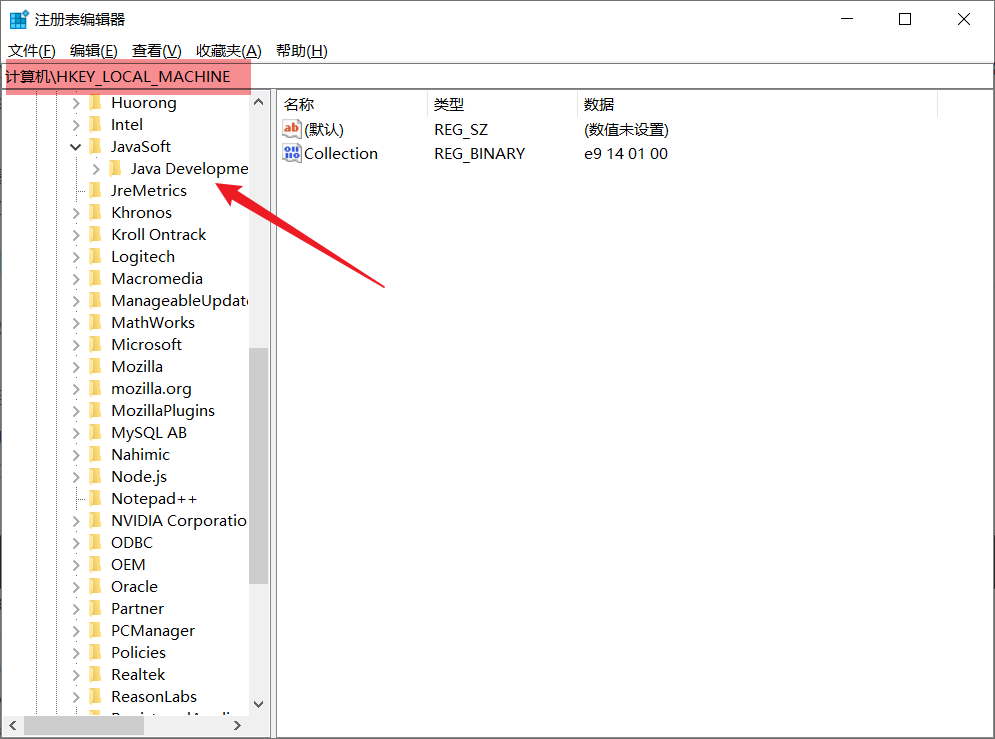 注册表编辑器
文件(F) 编辑(E) 查看(V) 收藏夹(A) 帮助(H)
计算机\HKEY_LOCAL_MACHINE
名称 类型 数据
(默认) REG_SZ (数值未设置)
Collection REG_BINARY e9 14 01 00
Huorong
Intel
JavaSoft
Java Developme
JreMetrics
Khronos
Kroll Ontrack
Logitech
Macromedia
ManageableUpdat
MathWorks
Microsoft
Mozilla
mozilla.org
MozillaPlugins
MySQL AB
Nahimic
Node.js
Notepad++
NVIDIA Corporatio
ODBC
OEM
Oracle
Partner
PCManager
Policies
Realtek
ReasonLabs